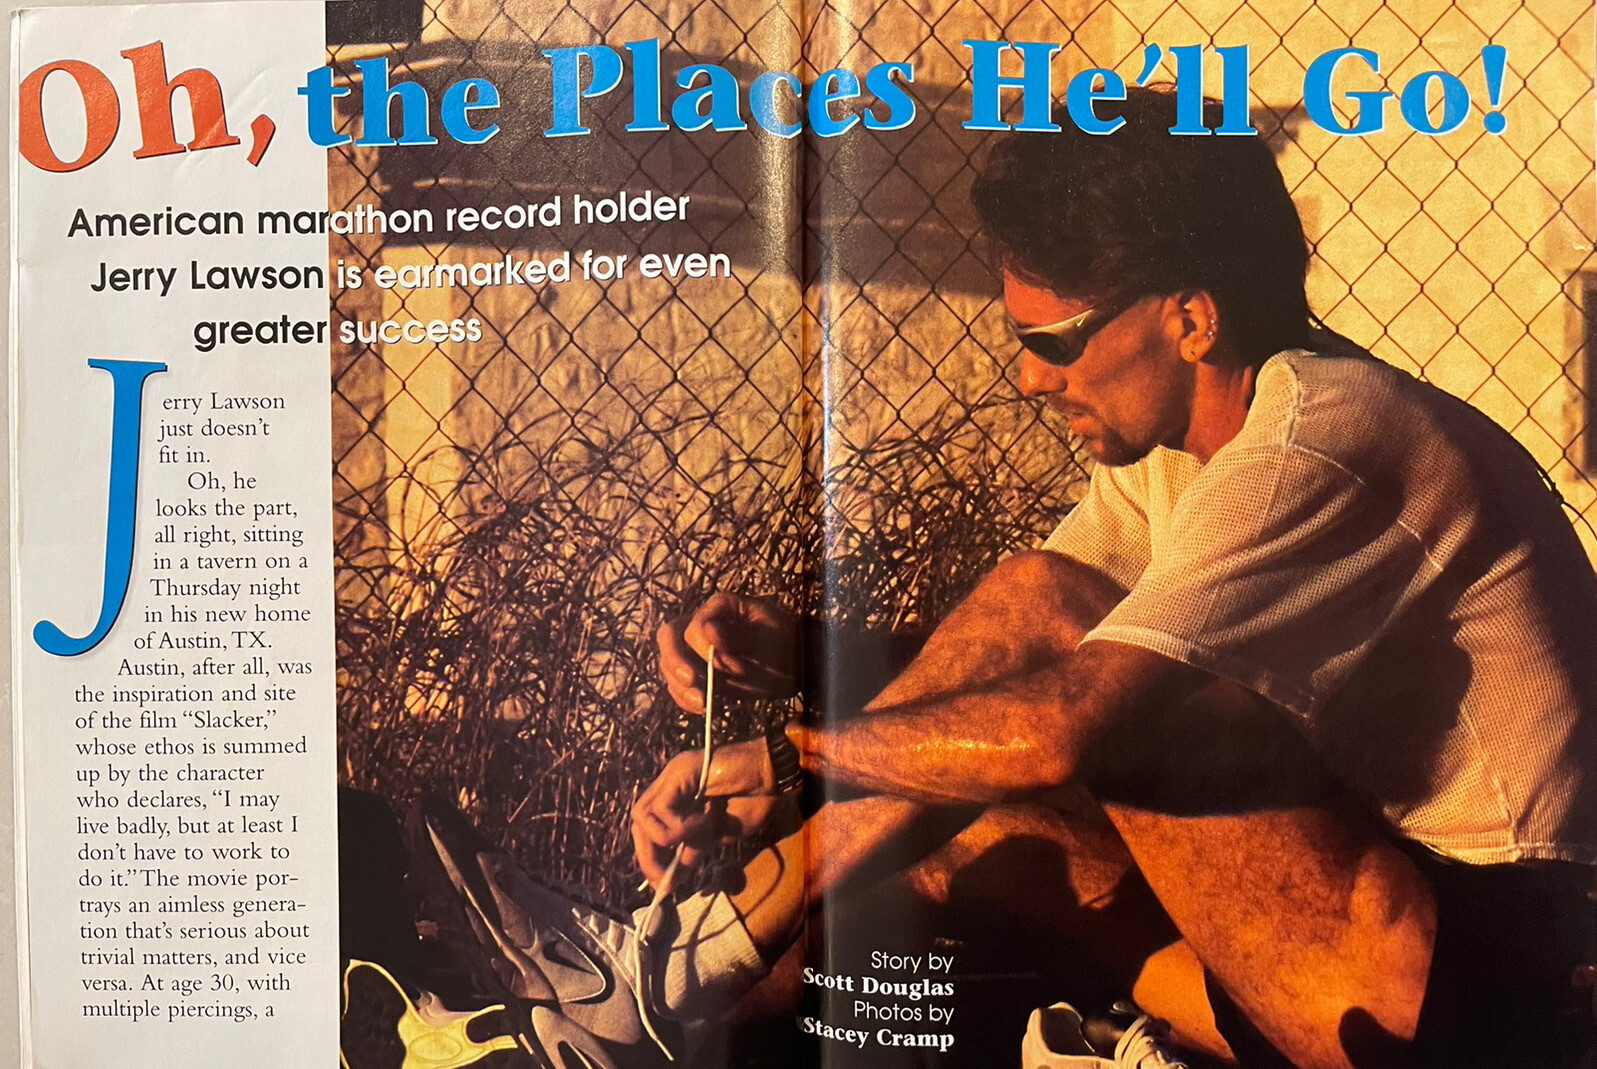 Oh, the Places He'll Go!
American marathon record holder
Jerry Lawson is earmarked for even
greater success
Jerry Lawson
just doesn't
fit in.
Oh, he
looks the part,
all right, sitting
in a tavern on a
Thursday night
in his new home
of Austin, TX.
Austin, after all, was
the inspiration and site
of the film “Slacker,”
whose ethos is summed
up by the character
who declares, “I may
live badly, but at least I
don't have to work to
do it.” The movie por-
trays an aimless genera-
tion that's serious about
trivial matters, and vice
versa. At age 30, with
multiple piercings, a
Story by
Scott Douglas
Photos by
Stacey Cramp